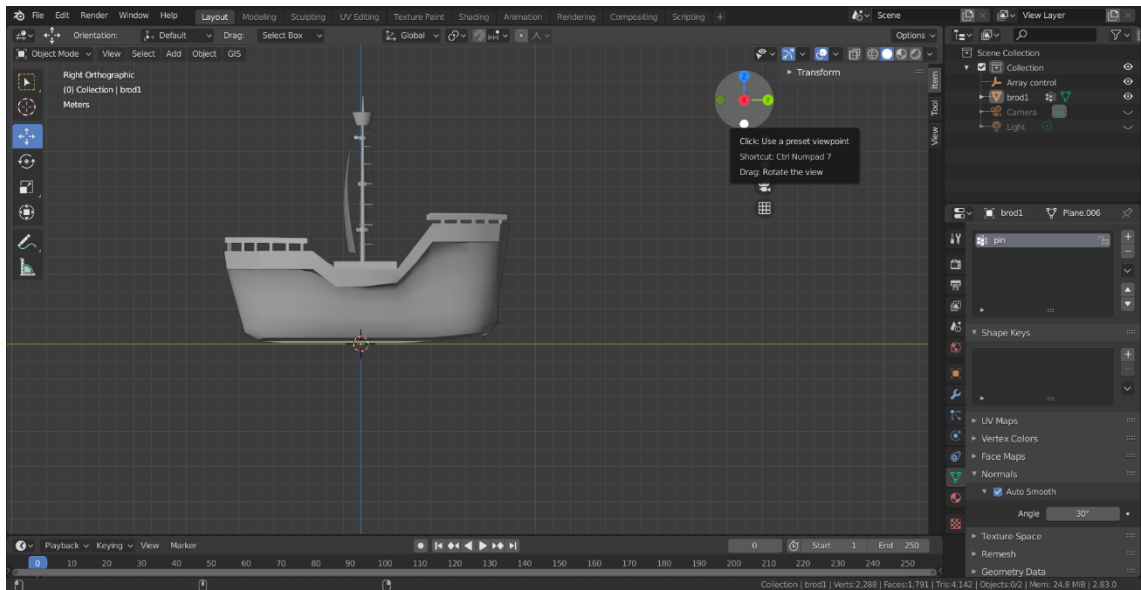 File Edit Render Window Help Layout Modeling Sculpting UV Editing Texture Paint Shading Animation Rendering Compositing Scripting + Scene View Layer
Orientation: Default Drag: Select Box Global Options
Object Mode View Select Add Object GIS
Right Orthographic
(0) Collection | brod1
Meters
Transform
Item
Tool
View
Z
X
Y
Click: Use a preset viewpoint
Shortcut: Ctrl Numpad 7
Drag: Rotate the view
Scene Collection
Collection
Array control
brod1
Camera
Light
brod1 Plane.006
pin
Shape Keys
UV Maps
Vertex Colors
Face Maps
Normals
Auto Smooth
Angle 30°
Texture Space
Remesh
Geometry Data
Playback Keying View Marker 0 Start 1 End 250
0 10 20 30 40 50 60 70 80 90 100 110 120 130 140 150 160 170 180 190 200 210 220 230 240 250
Collection | brod1 | Verts:2,288 | Faces:1,791 | Tris:4,142 | Objects:0/2 | Mem: 24.8 MiB | 2.83.0